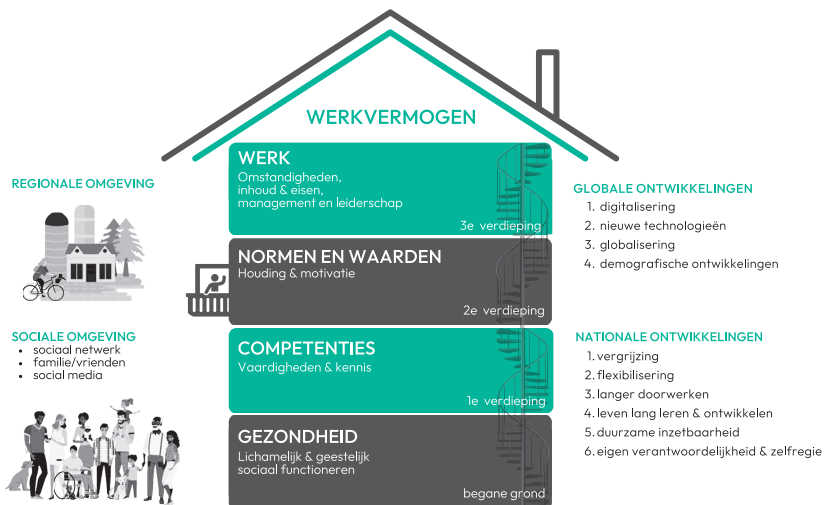 WERKVERMOGEN
WERK
Omstandigheden,
inhoud & eisen,
management en leiderschap
3e verdieping
NORMEN EN WAARDEN
Houding & motivatie
2e verdieping
COMPETENTIES
Vaardigheden & kennis
1e verdieping
GEZONDHEID
Lichamelijk & geestelijk
sociaal functioneren
begane grond
REGIONALE OMGEVING
SOCIALE OMGEVING
• sociaal netwerk
• familie/vrienden
• social media
GLOBALE ONTWIKKELINGEN
1. digitalisering
2. nieuwe technologieën
3. globalisering
4. demografische ontwikkelingen
NATIONALE ONTWIKKELINGEN
1. vergrijzing
2. flexibilisering
3. langer doorwerken
4. leven lang leren & ontwikkelen
5. duurzame inzetbaarheid
6. eigen verantwoordelijkheid & zelfregie